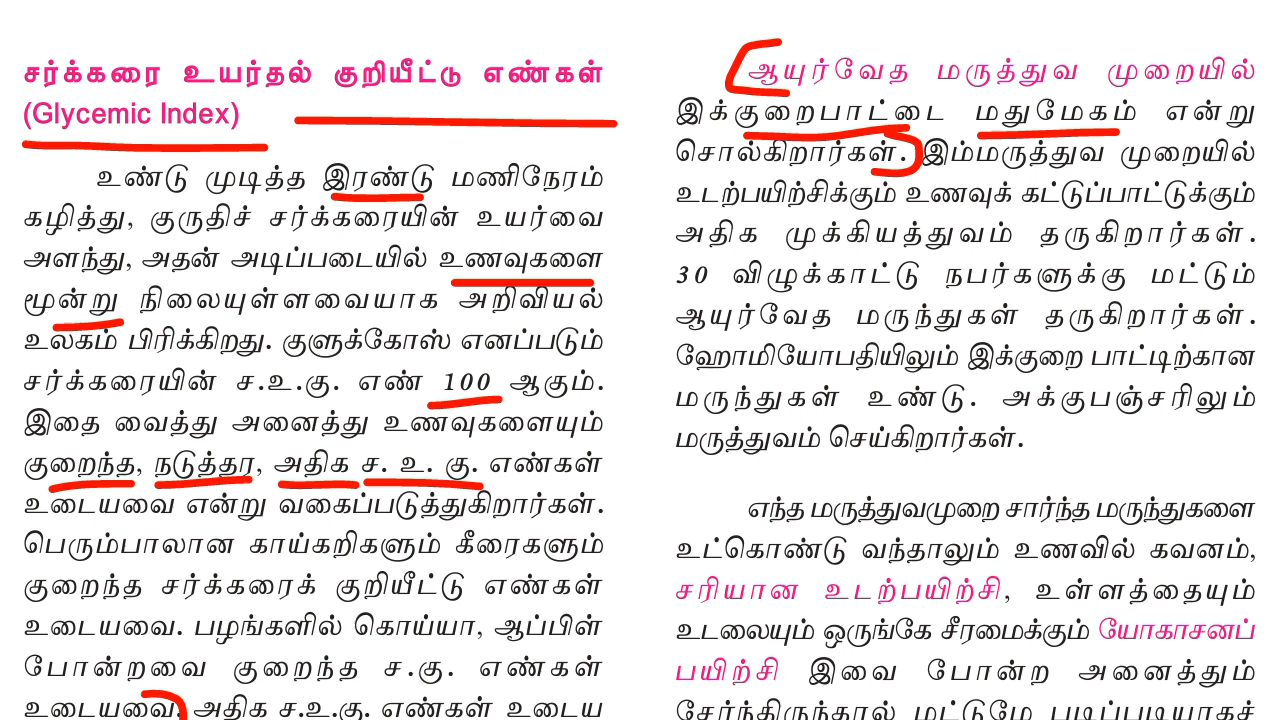 சர்க்கரை உயர்தல் குறியீட்டு எண்கள்
(Glycemic Index)
உண்டு முடித்த இரண்டு மணிநேரம்
கழித்து, குருதிச் சர்க்கரையின் உயர்வை
அளந்து, அதன் அடிப்படையில் உணவுகளை
மூன்று நிலையுள்ளவையாக அறிவியல்
உலகம் பிரிக்கிறது. குளுக்கோஸ் எனப்படும்
சர்க்கரையின் ச.உ.கு. எண் 100 ஆகும்.
இதை வைத்து அனைத்து உணவுகளையும்
குறைந்த, நடுத்தர, அதிக ச. உ. கு. எண்கள்
உடையவை என்று வகைப்படுத்துகிறார்கள்.
பெரும்பாலான காய்கறிகளும் கீரைகளும்
குறைந்த சர்க்கரைக் குறியீட்டு எண்கள்
உடையவை. பழங்களில் கொய்யா, ஆப்பிள்
போன்றவை குறைந்த ச.கு. எண்கள்
உடையவை. அதிக ச.உ.கு. எண்கள் உடைய
ஆயுர்வேத மருத்துவ முறையில்
இக்குறைபாட்டை மதுமேகம் என்று
சொல்கிறார்கள். இம்மருத்துவ முறையில்
உடற்பயிற்சிக்கும் உணவுக் கட்டுப்பாட்டுக்கும்
அதிக முக்கியத்துவம் தருகிறார்கள்.
30 விழுக்காட்டு நபர்களுக்கு மட்டும்
ஆயுர்வேத மருந்துகள் தருகிறார்கள்.
ஹோமியோபதியிலும் இக்குறை பாட்டிற்கான
மருந்துகள் உண்டு. அக்குபஞ்சரிலும்
மருத்துவம் செய்கிறார்கள்.
எந்த மருத்துவமுறை சார்ந்த மருந்துகளை
உட்கொண்டு வந்தாலும் உணவில் கவனம்,
சரியான உடற்பயிற்சி, உள்ளத்தையும்
உடலையும் ஒருங்கே சீரமைக்கும் யோகாசனப்
பயிற்சி இவை போன்ற அனைத்தும்
சேர்ந்திருந்தால் மட்டுமே படிப்படியாகச்